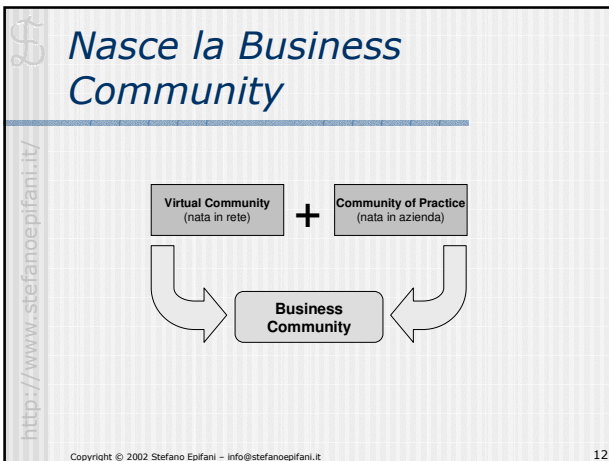 Nasce la Business
Community
http://www.stefanoepifani.it/
Virtual Community
(nata in rete)
+
Community of Practice
(nata in azienda)
Business
Community
Copyright © 2002 Stefano Epifani – info@stefanoepifani.it
12